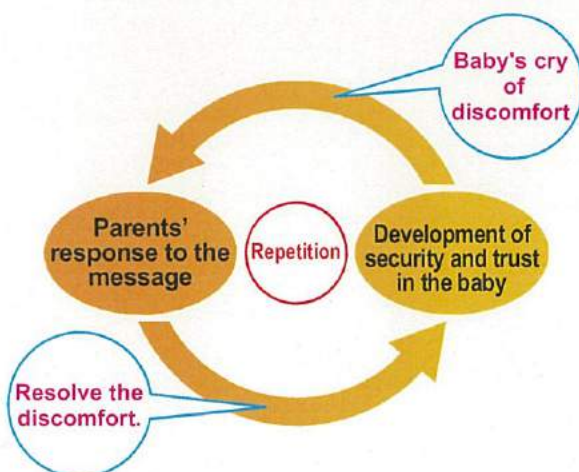 Baby's cry
of
discomfort
Parents'
response to the
message
Repetition
Development of
security and trust
in the baby
Resolve the
discomfort.